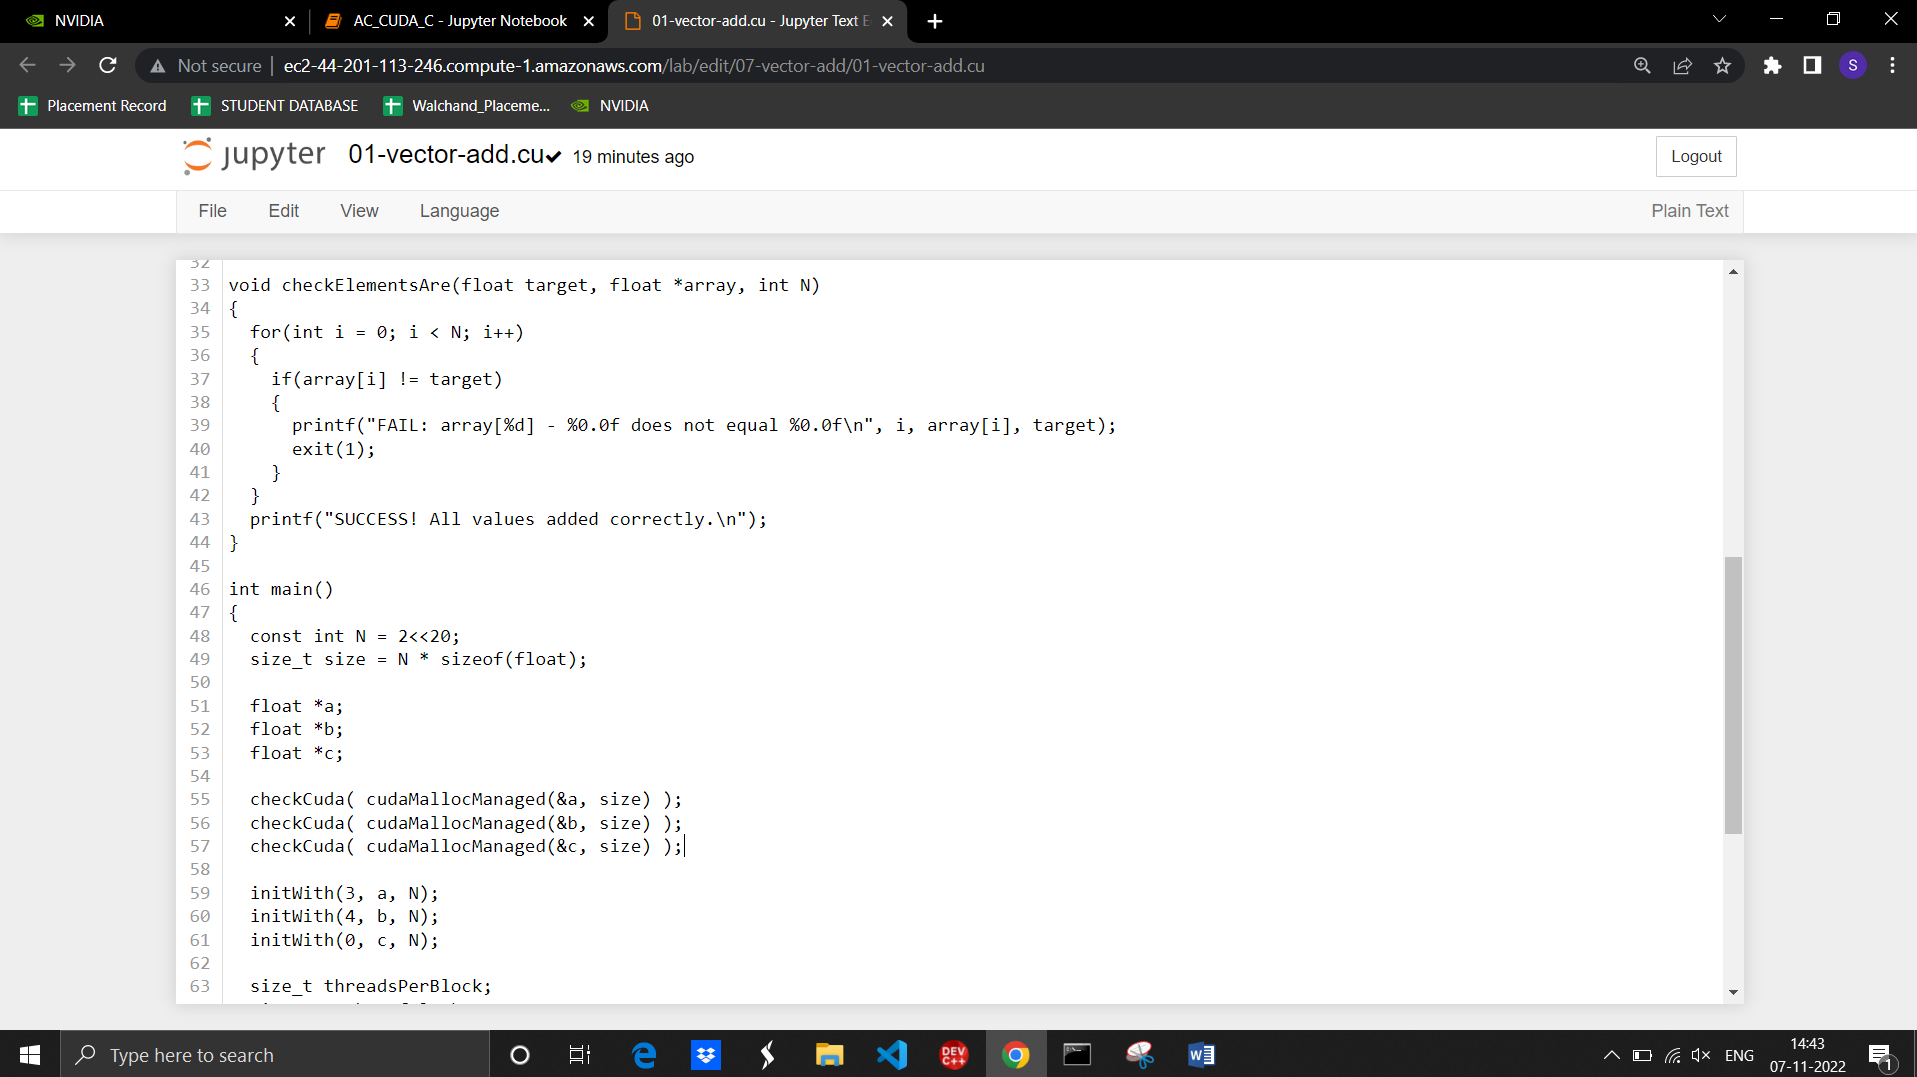 NVIDIA
AC_CUDA_C - Jupyter Notebook
01-vector-add.cu - Jupyter Text E
Not secure
ec2-44-201-113-246.compute-1.amazonaws.com/lab/edit/07-vector-add/01-vector-add.cu
S
Placement Record
STUDENT DATABASE
Walchand_Placeme...
NVIDIA
jupyter
01-vector-add.cu
19 minutes ago
Logout
File
Edit
View
Language
Plain Text
32
33 void checkElementsAre(float target, float *array, int N)
34 {
35   for(int i = 0; i < N; i++)
36   {
37     if(array[i] != target)
38     {
39       printf("FAIL: array[%d] - %0.0f does not equal %0.0f\n", i, array[i], target);
40       exit(1);
41     }
42   }
43   printf("SUCCESS! All values added correctly.\n");
44 }
45
46 int main()
47 {
48   const int N = 2<<20;
49   size_t size = N * sizeof(float);
50
51   float *a;
52   float *b;
53   float *c;
54
55   checkCuda( cudaMallocManaged(&a, size) );
56   checkCuda( cudaMallocManaged(&b, size) );
57   checkCuda( cudaMallocManaged(&c, size) );
58
59   initWith(3, a, N);
60   initWith(4, b, N);
61   initWith(0, c, N);
62
63   size_t threadsPerBlock;
Type here to search
DEV
C++
ENG
14:43
07-11-2022
1